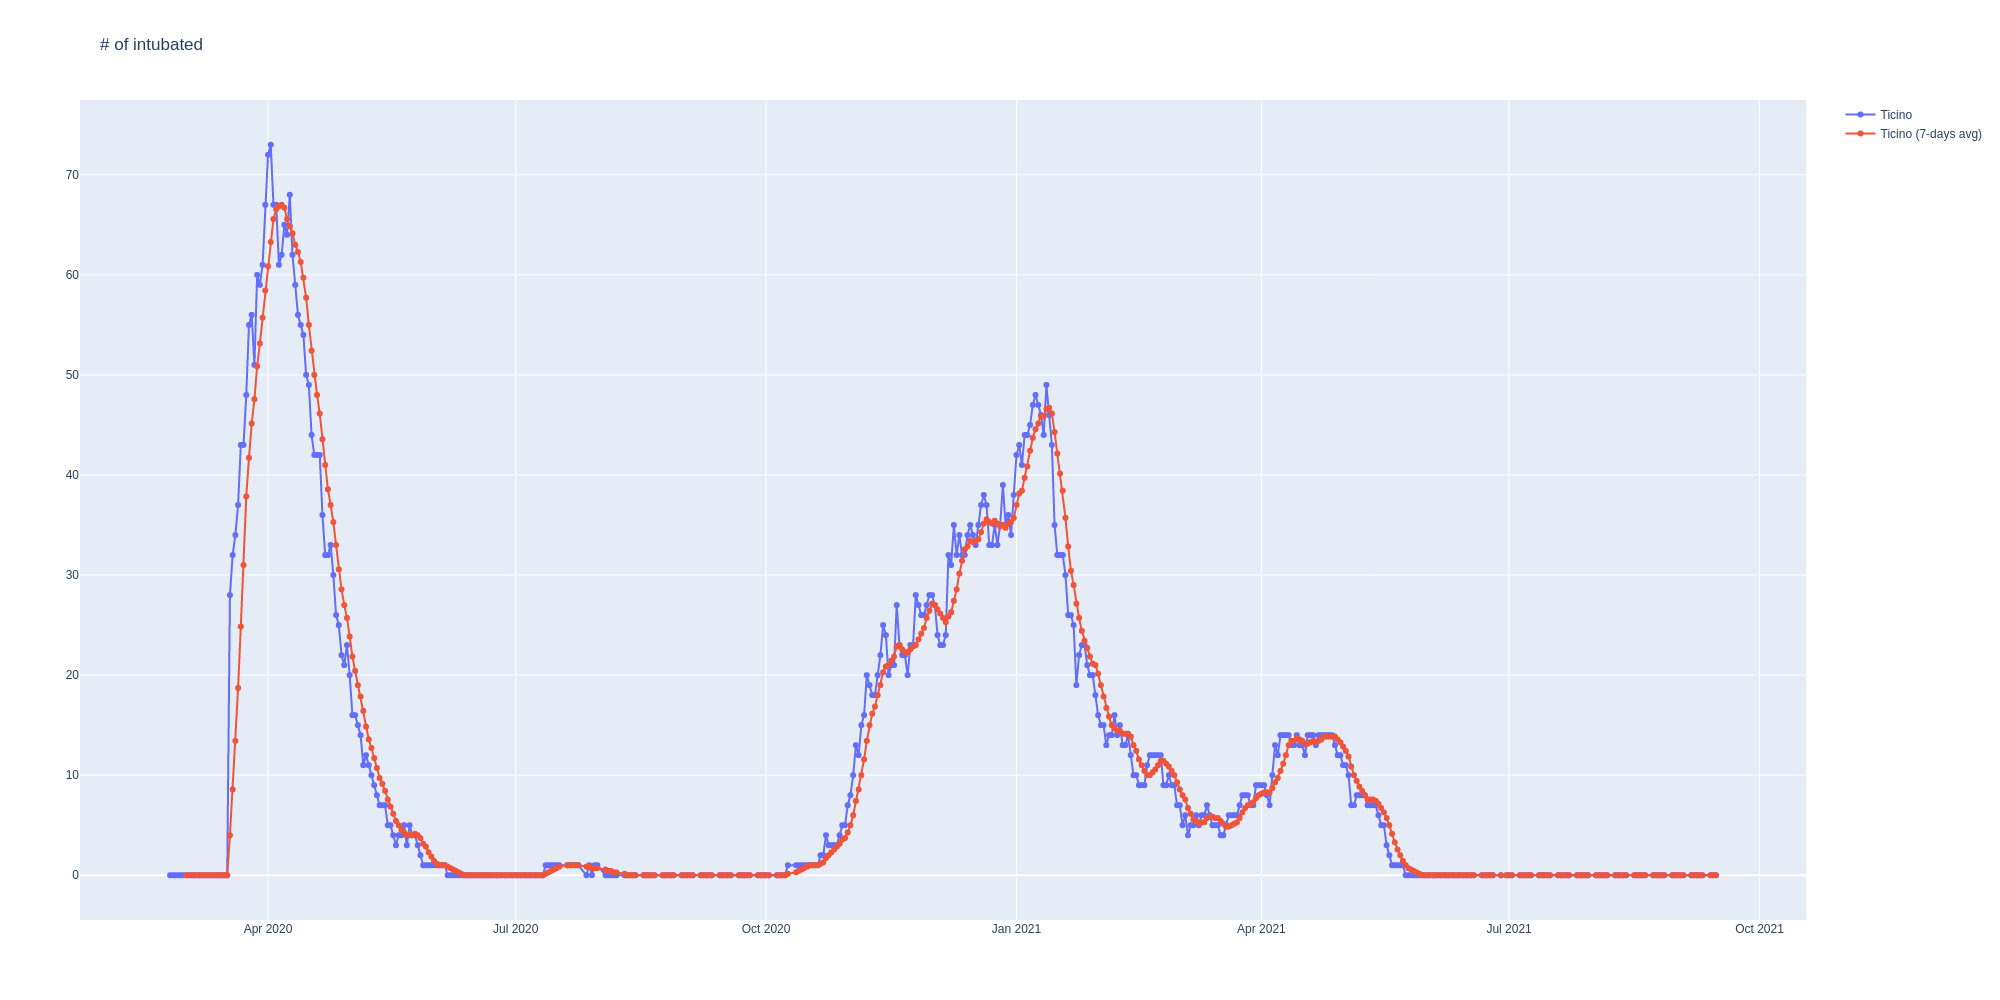 # of intubated
Ticino
Ticino (7-days avg)
70
60
50
40
30
20
10
0
Apr 2020
Jul 2020
Oct 2020
Jan 2021
Apr 2021
Jul 2021
Oct 2021